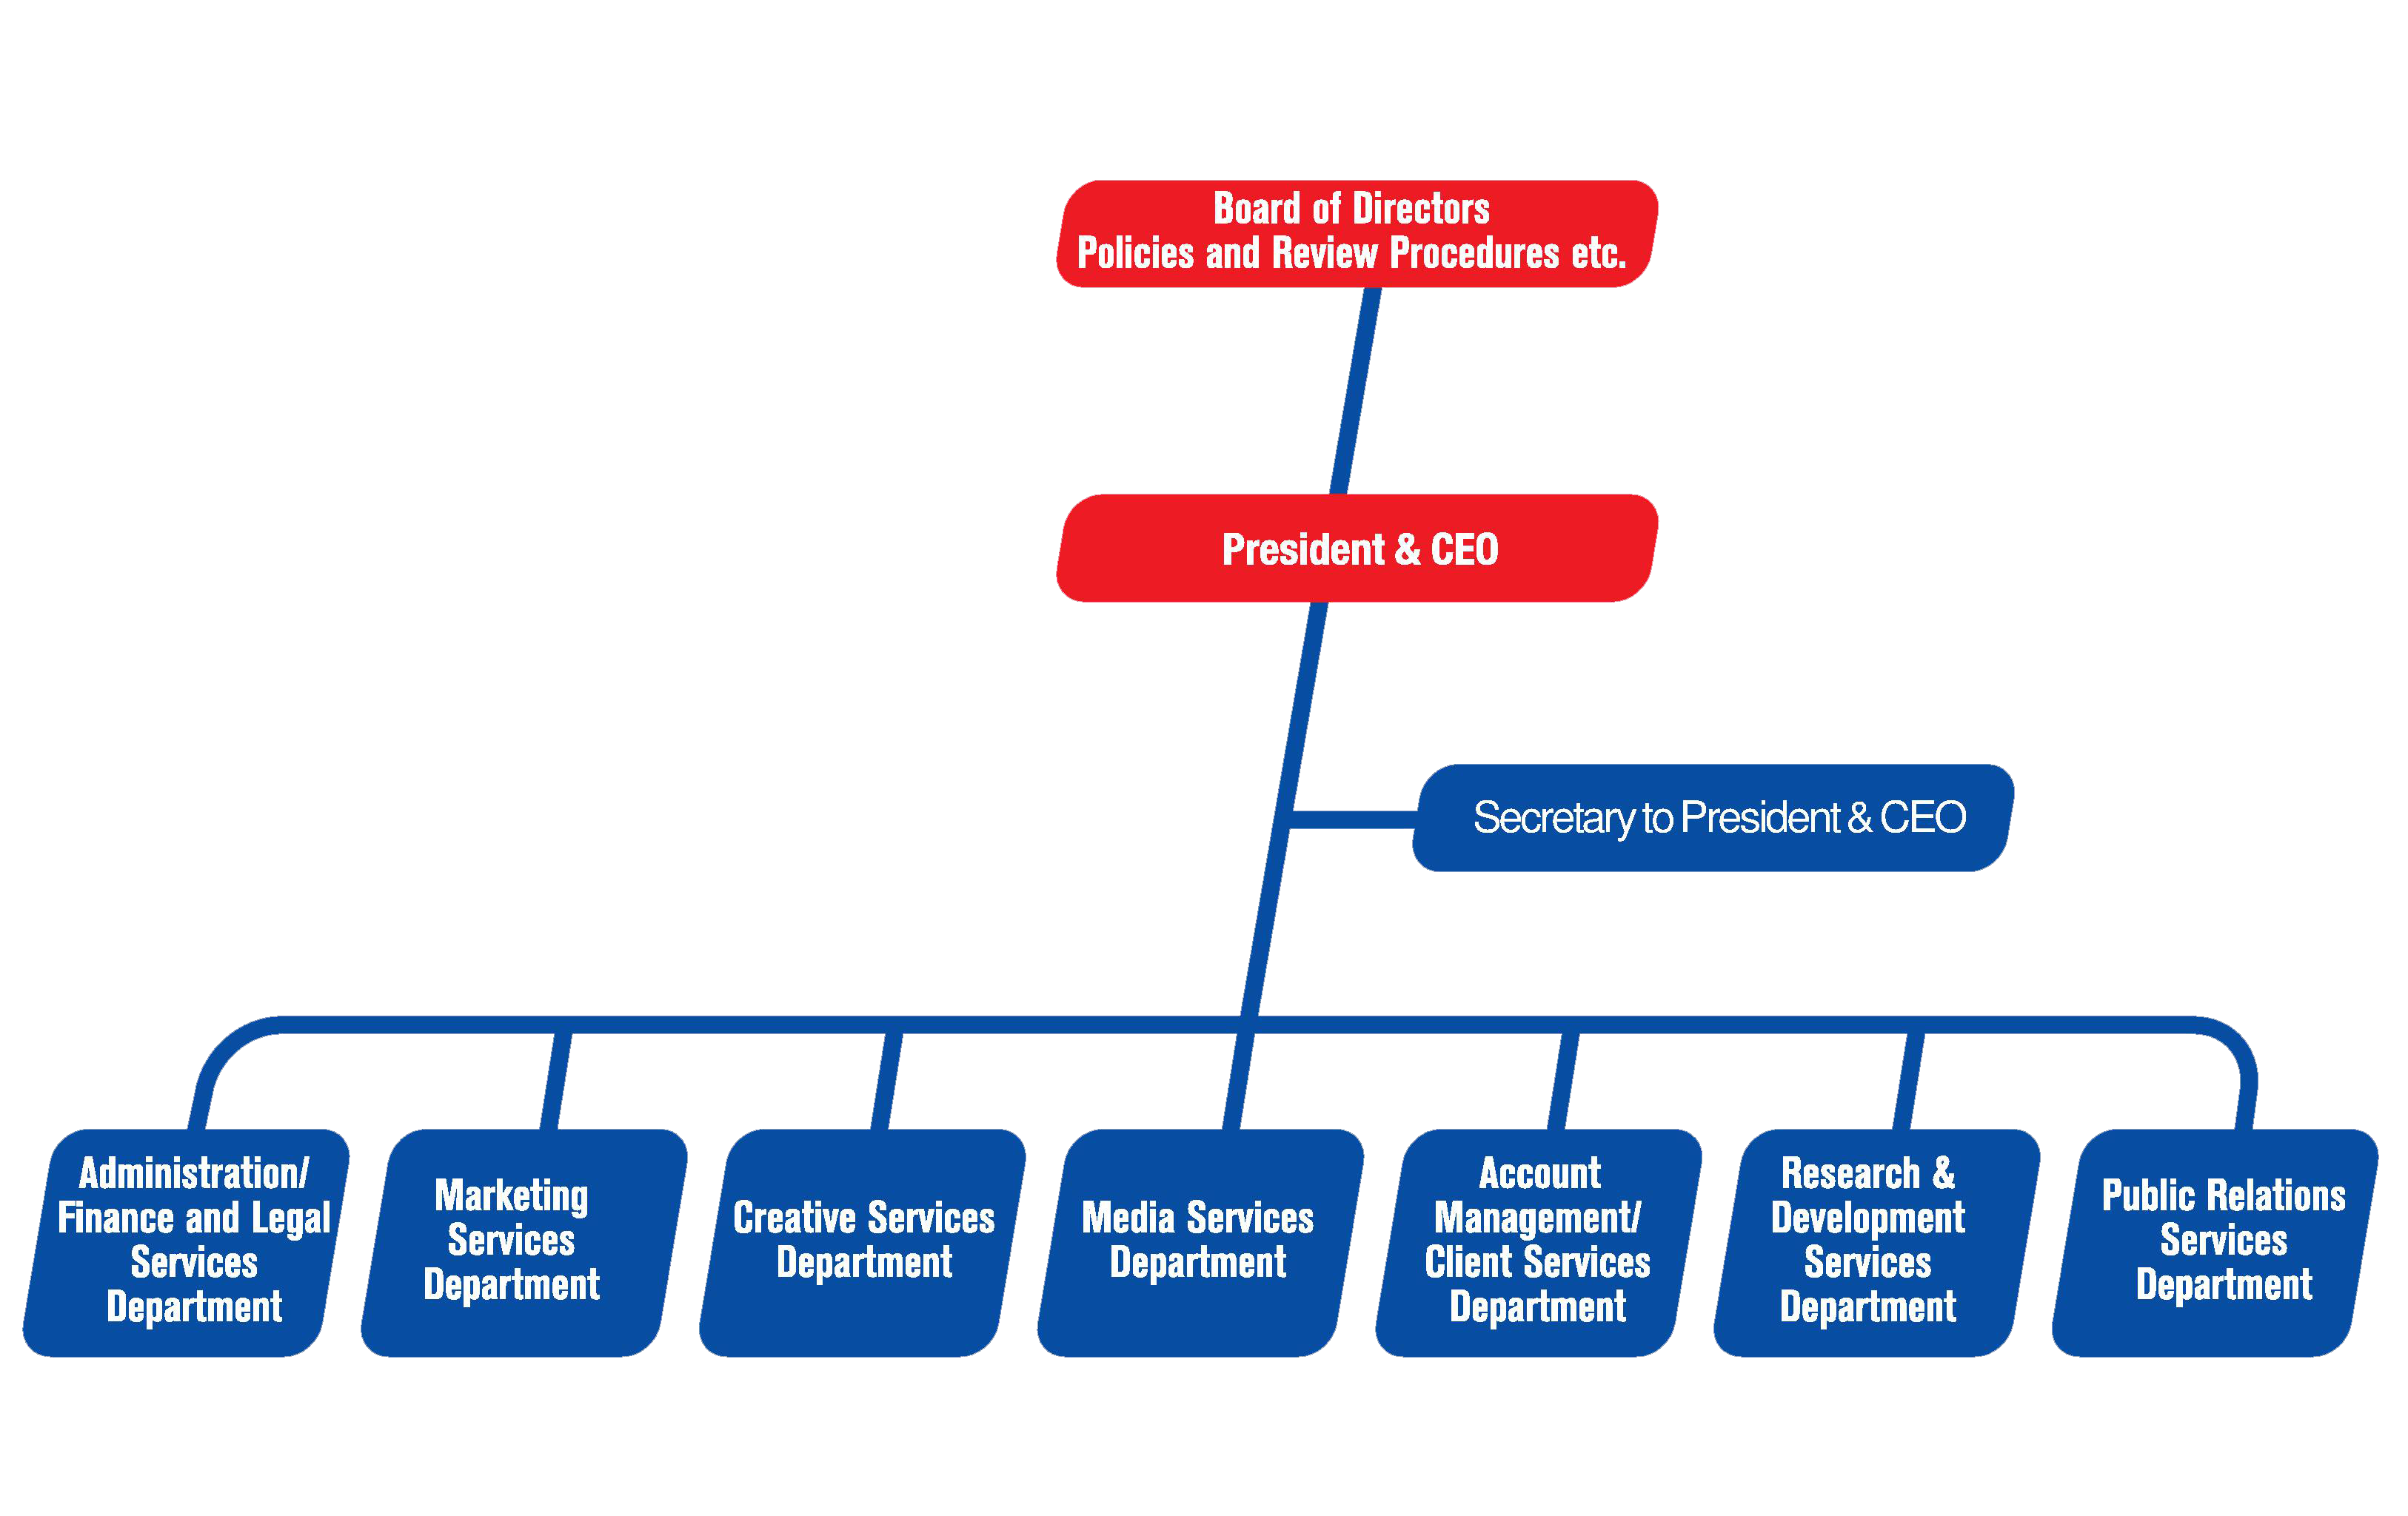 Board of Directors
Policies and Review Procedures etc.
President & CEO
Secretary to President & CEO
Administration/
Finance and Legal
Services
Department
Marketing
Services
Department
Creative Services
Department
Media Services
Department
Account
Management/
Client Services
Department
Research &
Development
Services
Department
Public Relations
Services
Department